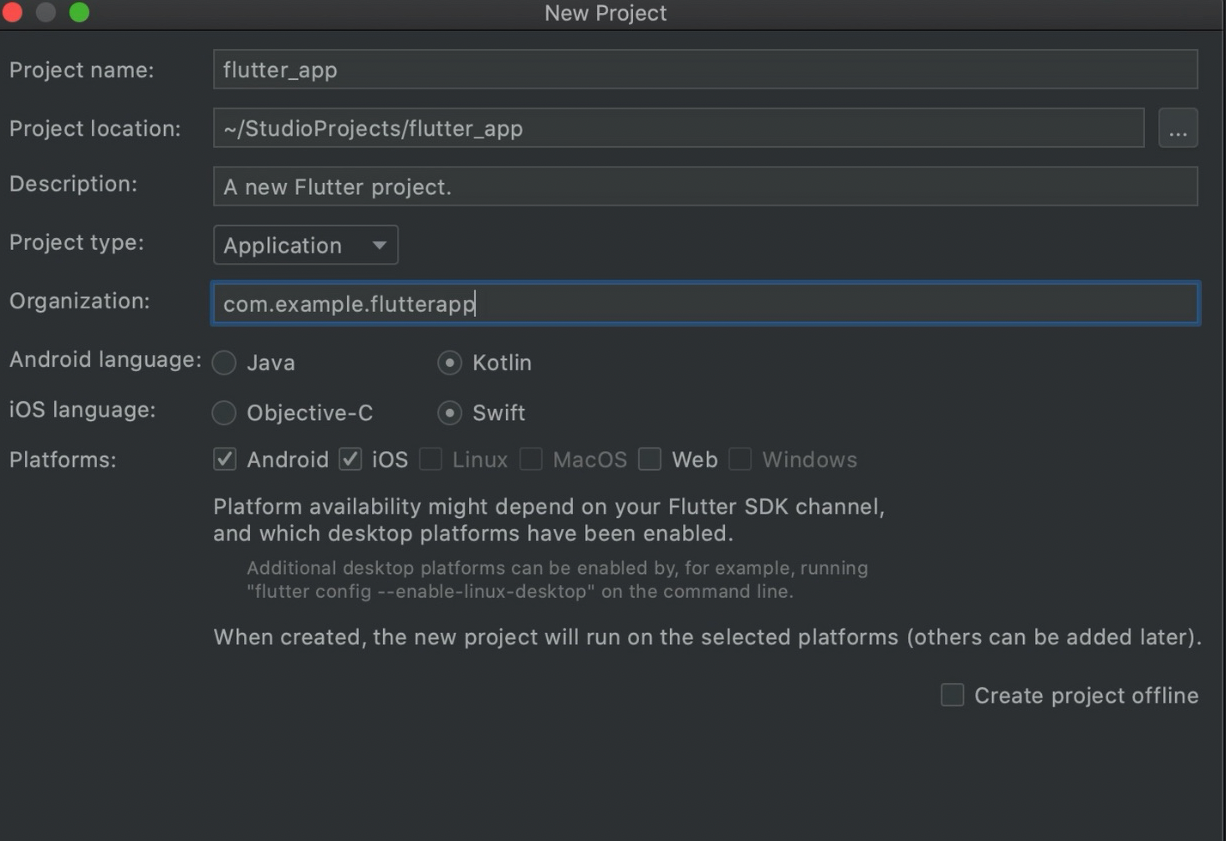 New Project
Project name: flutter_app
Project location: ~/StudioProjects/flutter_app ...
Description: A new Flutter project.
Project type: Application
Organization: com.example.flutterapp
Android language: Java Kotlin
iOS language: Objective-C Swift
Platforms: Android iOS Linux MacOS Web Windows
Platform availability might depend on your Flutter SDK channel,
and which desktop platforms have been enabled.
Additional desktop platforms can be enabled by, for example, running
"flutter config --enable-linux-desktop" on the command line.
When created, the new project will run on the selected platforms (others can be added later).
Create project offline